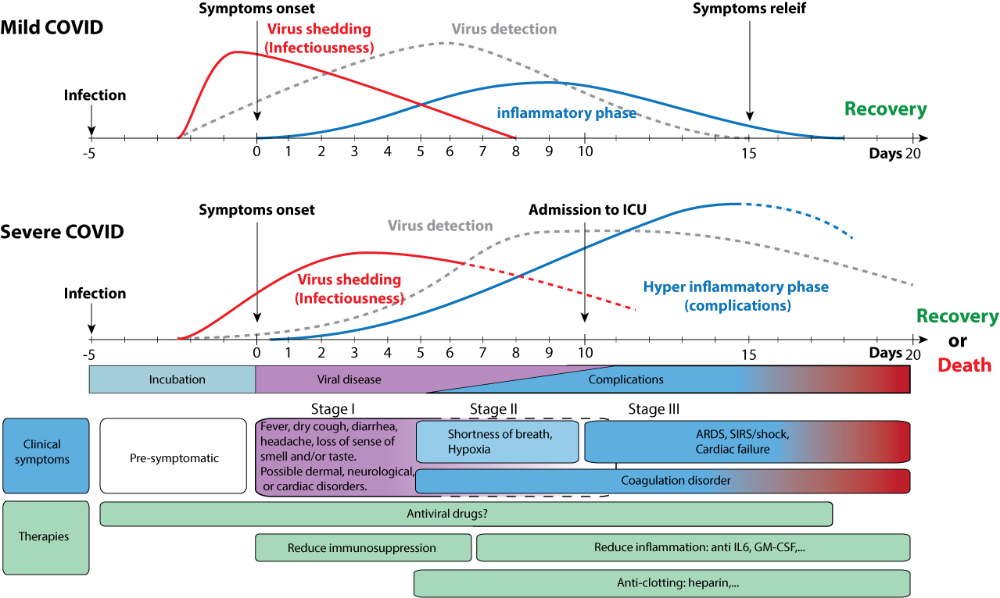 Symptoms onset
Symptoms releif
Mild COVID
Virus shedding
(Infectiousness)
Virus detection
Infection
inflammatory phase
Recovery
-5 0 1 2 3 4 5 6 7 8 9 10 15 Days 20
Symptoms onset
Admission to ICU
Severe COVID
Virus detection
Virus shedding
(Infectiousness)
Infection
Hyper inflammatory phase
(complications)
Recovery
or
Death
-5 0 1 2 3 4 5 6 7 8 9 10 15 Days 20
Incubation
Viral disease
Complications
Stage I
Stage II
Stage III
Clinical
symptoms
Pre-symptomatic
Fever, dry cough, diarrhea,
headache, loss of sense of
smell and/or taste.
Possible dermal, neurological,
or cardiac disorders.
Shortness of breath,
Hypoxia
ARDS, SIRS/shock,
Cardiac failure
Coagulation disorder
Therapies
Antiviral drugs?
Reduce immunosuppression
Reduce inflammation: anti IL6, GM-CSF,...
Anti-clotting: heparin,...